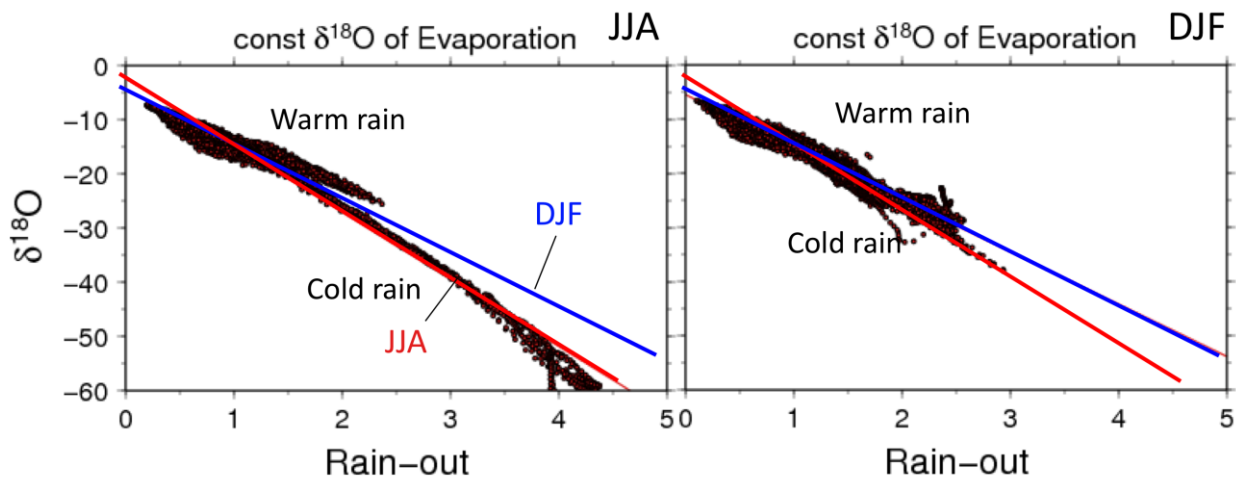 JJA
const δ¹⁸O of Evaporation
DJF
const δ¹⁸O of Evaporation
δ¹⁸O
0
−10
−20
−30
−40
−50
−60
Warm rain
DJF
Cold rain
JJA
0 1 2 3 4 5
Rain−out
Warm rain
Cold rain
0 1 2 3 4 5
Rain−out